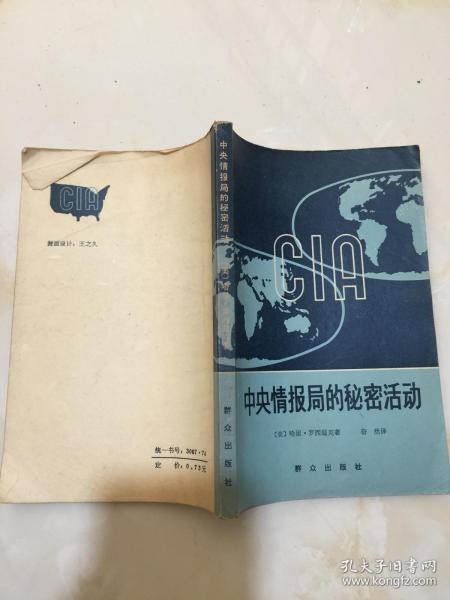 CIA
封面设计：王之久
统一书号：3067·74
定 价：0.73元
中央情报局的秘密活动
群众出版社
CIA
中央情报局的秘密活动
〔美〕哈里·罗西兹克著 奋 然译
群 众 出 版 社
孔夫子旧书网
www.kongfz.com